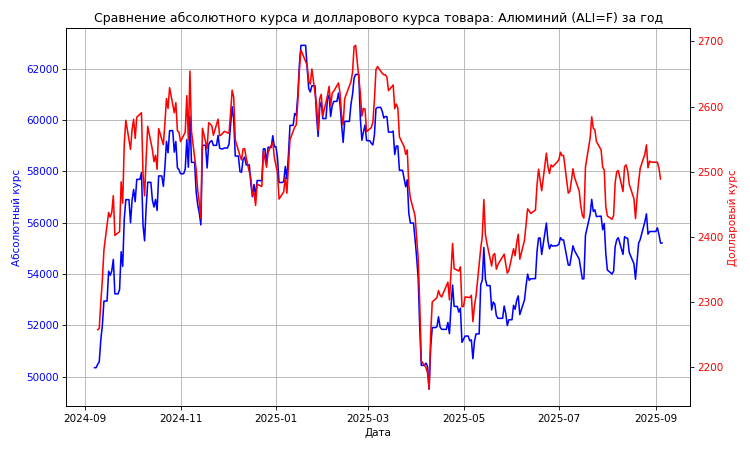 Сравнение абсолютного курса и долларового курса товара: Алюминий (ALI=F) за год
Абсолютный курс
62000
60000
58000
56000
54000
52000
50000
2700
2600
2500
2400
2300
2200
Долларовый курс
2024-09 2024-11 2025-01 2025-03 2025-05 2025-07 2025-09
Дата